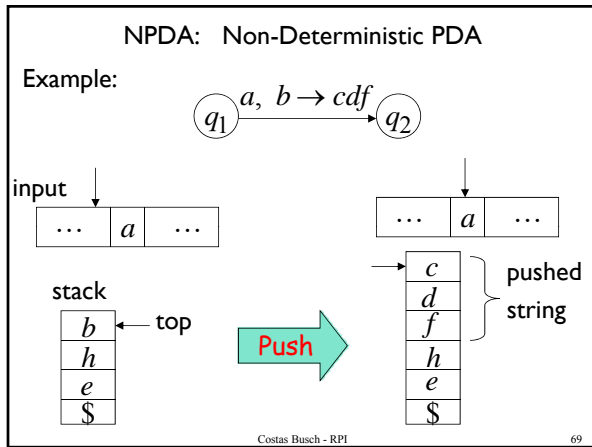 NPDA: Non-Deterministic PDA
Example:
a, b → cdf
q1 q2
input
⋯ a ⋯
⋯ a ⋯
stack
b
top
h
e
$
Push
c
d
f
h
e
$
pushed
string
Costas Busch - RPI
69